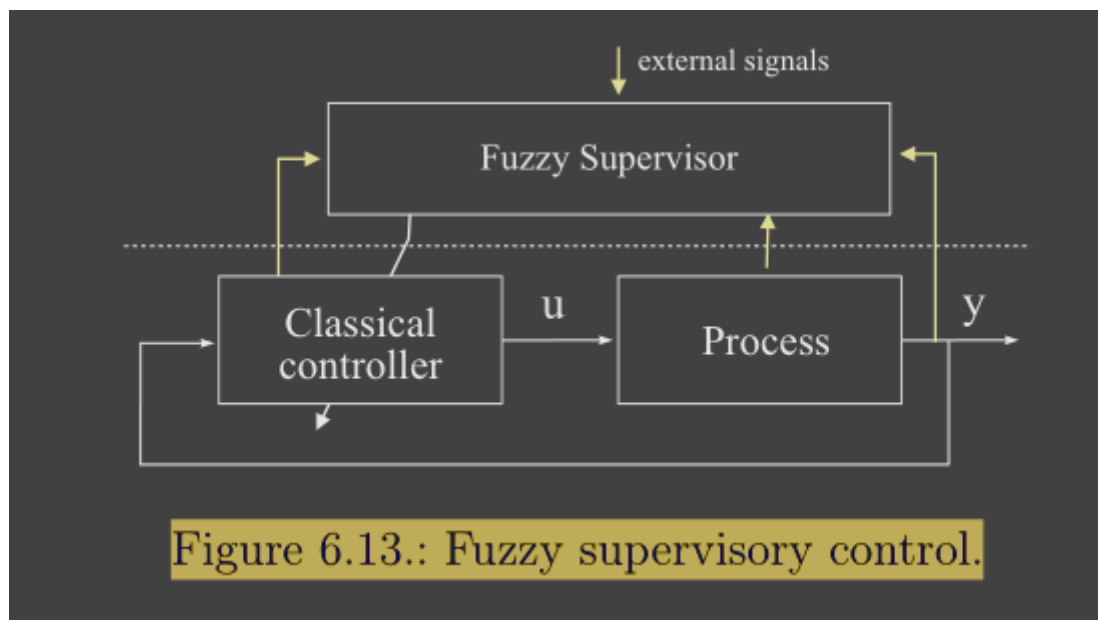 external signals
Fuzzy Supervisor
Classical
controller
u
Process
y
Figure 6.13.: Fuzzy supervisory control.